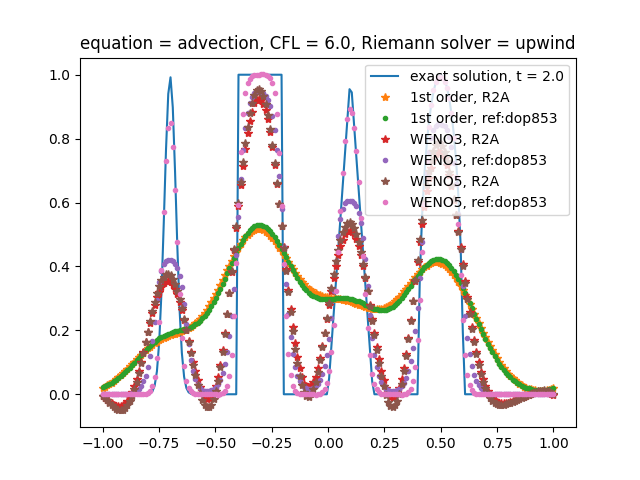 equation = advection, CFL = 6.0, Riemann solver = upwind
exact solution, t = 2.0
1st order, R2A
1st order, ref:dop853
WENO3, R2A
WENO3, ref:dop853
WENO5, R2A
WENO5, ref:dop853
1.0
0.8
0.6
0.4
0.2
0.0
−1.00 −0.75 −0.50 −0.25 0.00 0.25 0.50 0.75 1.00